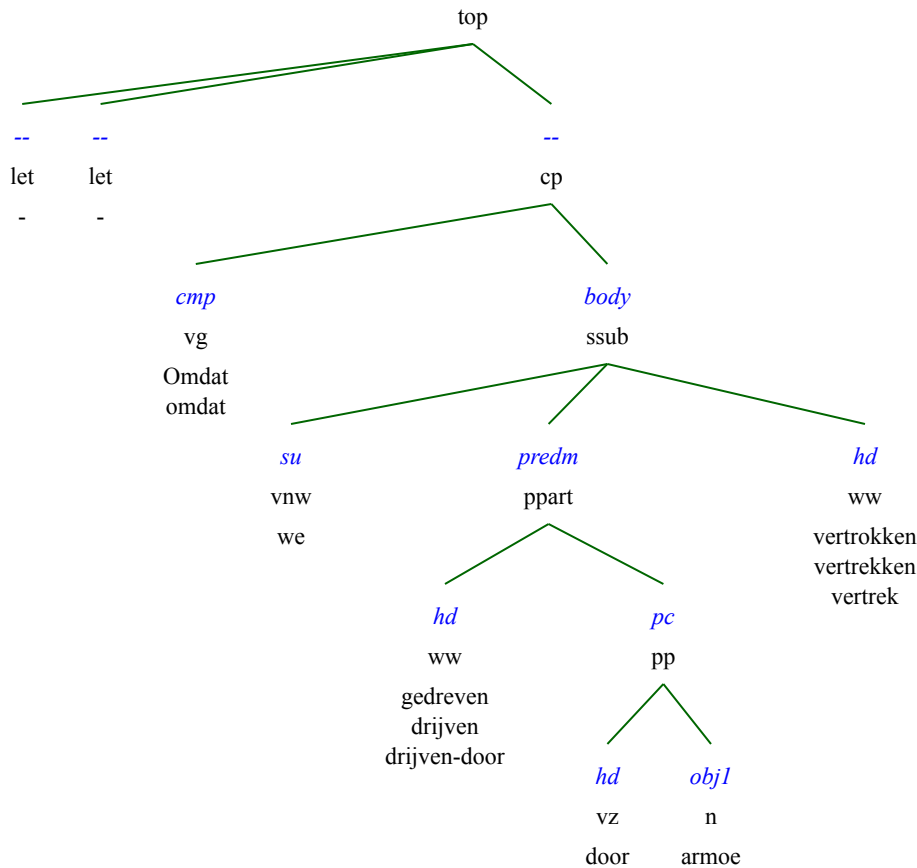 top
-- -- --
let let cp
- -
cmp body
vg ssub
Omdat
omdat
su predm hd
vnw ppart ww
we vertrokken
vertrekken
vertrek
hd pc
ww pp
gedreven
drijven
drijven-door
hd obj1
vz n
door armoe